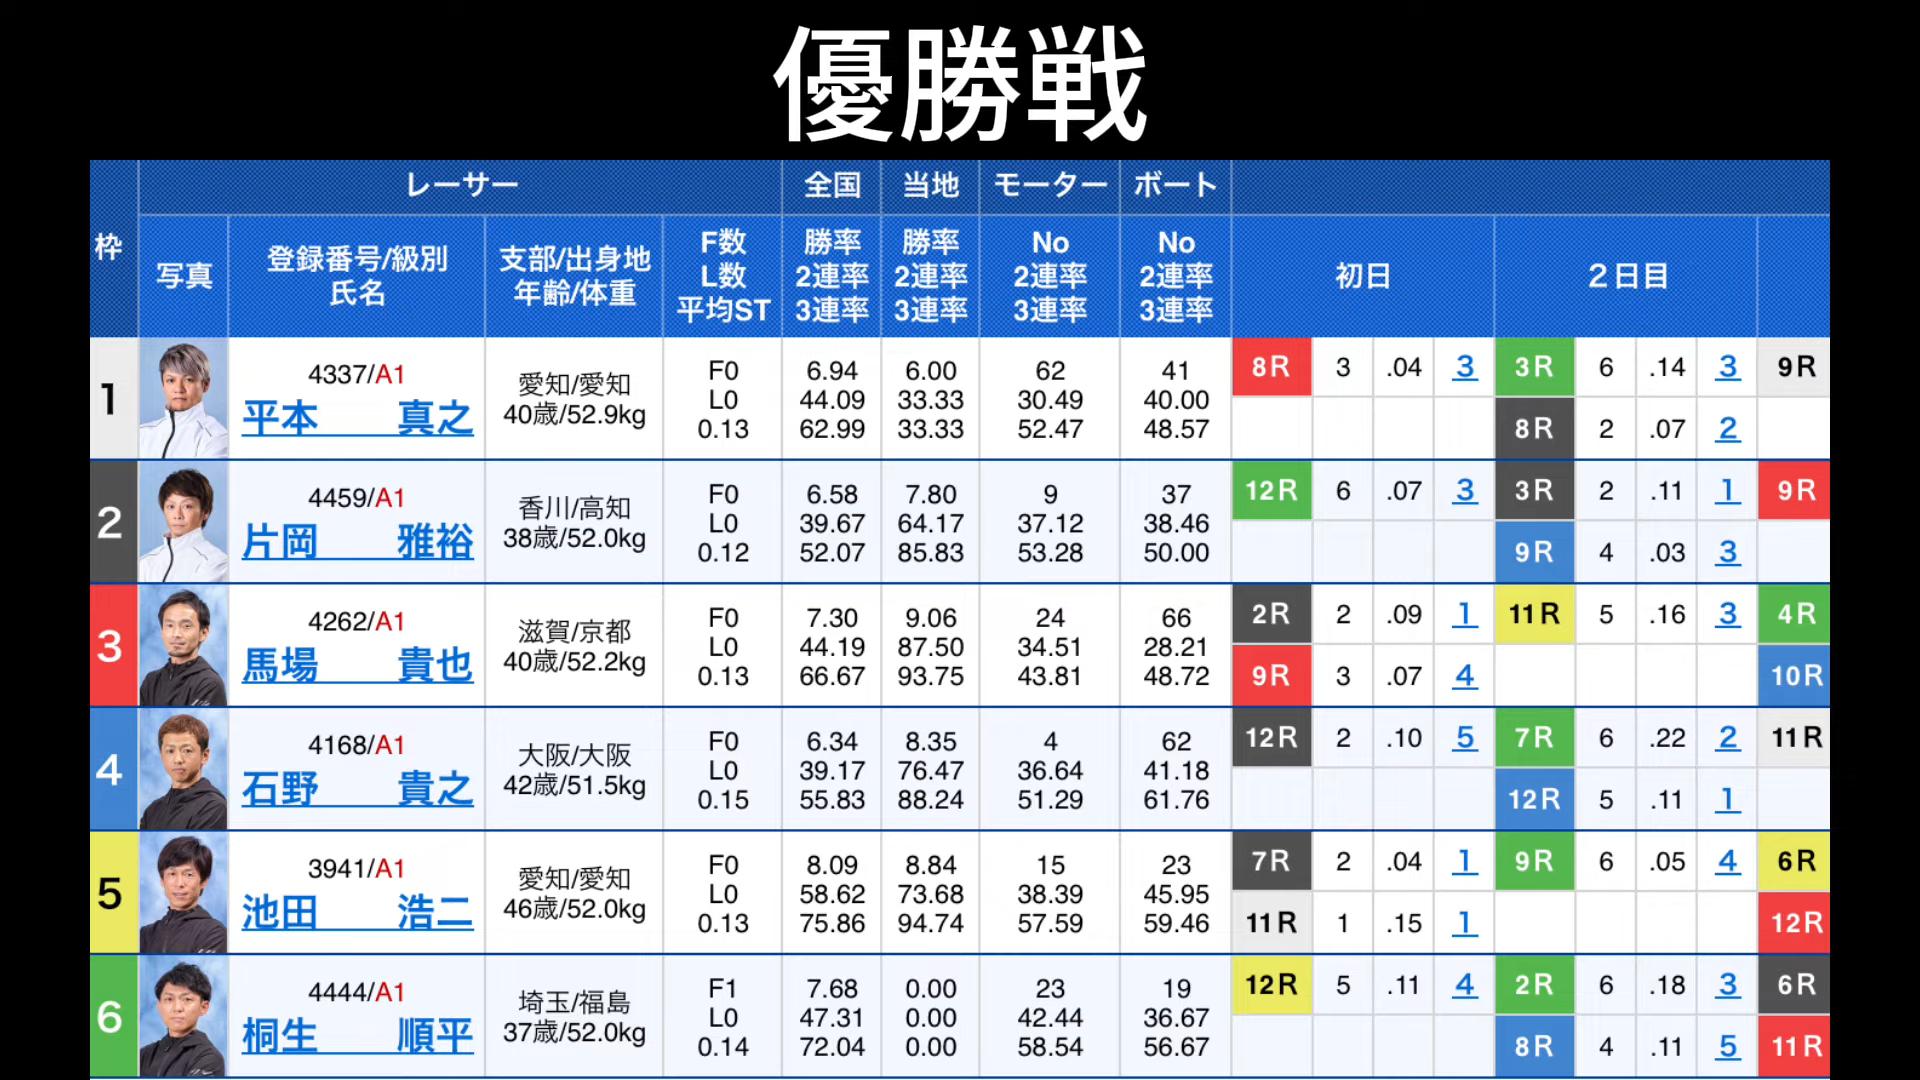 優勝戦
枠 レーサー 全国 当地 モーター ボート
写真 登録番号/級別 氏名 支部/出身地 年齢/体重 F数 L数 平均ST 勝率 2連率 3連率 勝率 2連率 3連率 No 2連率 3連率 No 2連率 3連率 初日 2日目
1 4337/A1 愛知/愛知 F0 6.94 6.00 62 41 8R 3 .04 3 3R 6 .14 3 9R
平本 真之 40歳/52.9kg L0 44.09 33.33 30.49 40.00
0.13 62.99 33.33 52.47 48.57 8R 2 .07 2
2 4459/A1 香川/高知 F0 6.58 7.80 9 37 12R 6 .07 3 3R 2 .11 1 9R
片岡 雅裕 38歳/52.0kg L0 39.67 64.17 37.12 38.46
0.12 52.07 85.83 53.28 50.00 9R 4 .03 3
3 4262/A1 滋賀/京都 F0 7.30 9.06 24 66 2R 2 .09 1 11R 5 .16 3 4R
馬場 貴也 40歳/52.2kg L0 44.19 87.50 34.51 28.21
0.13 66.67 93.75 43.81 48.72 9R 3 .07 4 10R
4 4168/A1 大阪/大阪 F0 6.34 8.35 4 62 12R 2 .10 5 7R 6 .22 2 11R
石野 貴之 42歳/51.5kg L0 39.17 76.47 36.64 41.18
0.15 55.83 88.24 51.29 61.76 12R 5 .11 1
5 3941/A1 愛知/愛知 F0 8.09 8.84 15 23 7R 2 .04 1 9R 6 .05 4 6R
池田 浩二 46歳/52.0kg L0 58.62 73.68 38.39 45.95
0.13 75.86 94.74 57.59 59.46 11R 1 .15 1 12R
6 4444/A1 埼玉/福島 F1 7.68 0.00 23 19 12R 5 .11 4 2R 6 .18 3 6R
桐生 順平 37歳/52.0kg L0 47.31 0.00 42.44 36.67
0.14 72.04 0.00 58.54 56.67 8R 4 .11 5 11R